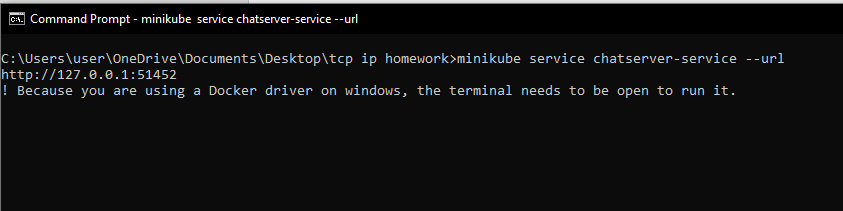 Command Prompt - minikube service chatserver-service --url
C:\Users\user\OneDrive\Documents\Desktop\tcp ip homework>minikube service chatserver-service --url
http://127.0.0.1:51452
! Because you are using a Docker driver on windows, the terminal needs to be open to run it.